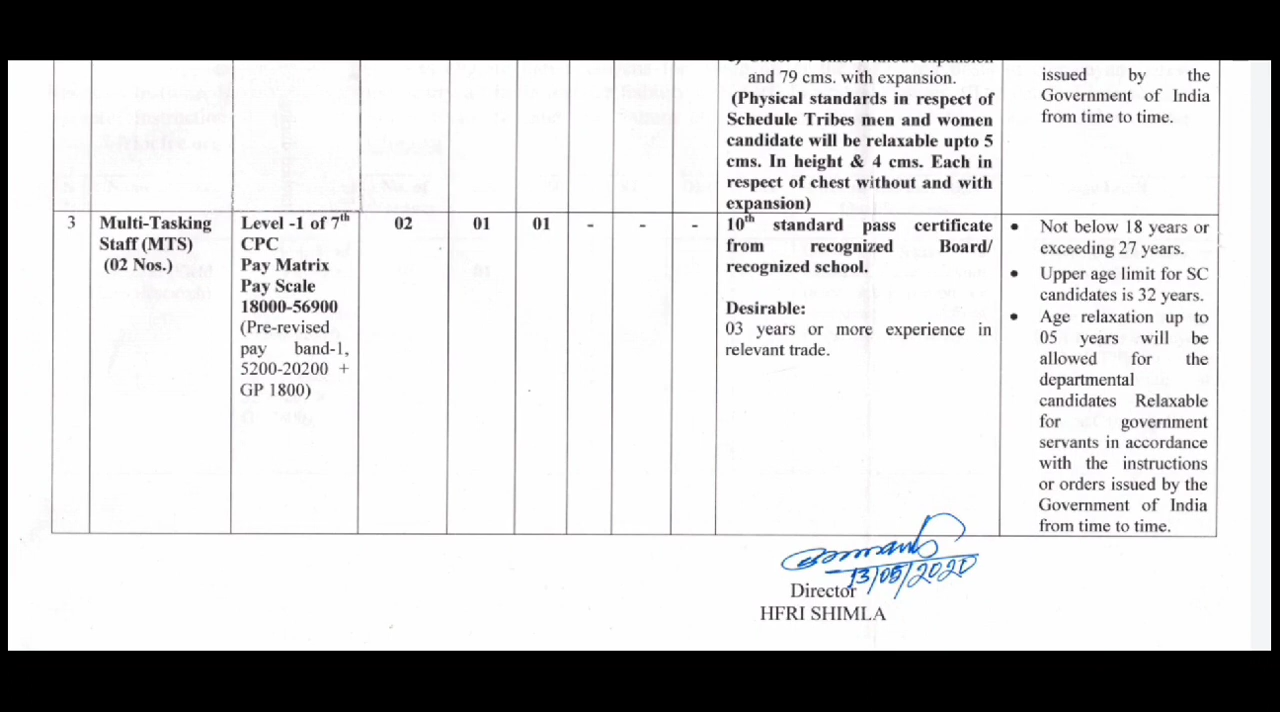 and 79 cms. with expansion.
(Physical standards in respect of
Schedule Tribes men and women
candidate will be relaxable upto 5
cms. In height & 4 cms. Each in
respect of chest without and with
expansion)
issued by the
Government of India
from time to time.
3
Multi-Tasking
Staff (MTS)
(02 Nos.)
Level -1 of 7th
CPC
Pay Matrix
Pay Scale
18000-56900
(Pre-revised
pay band-1,
5200-20200 +
GP 1800)
02
01
01
-
-
-
10th standard pass certificate
from recognized Board/
recognized school.
Desirable:
03 years or more experience in
relevant trade.
• Not below 18 years or
exceeding 27 years.
• Upper age limit for SC
candidates is 32 years.
• Age relaxation up to
05 years will be
allowed for the
departmental
candidates Relaxable
for government
servants in accordance
with the instructions
or orders issued by the
Government of India
from time to time.
13/05/2020
Director
HFRI SHIMLA